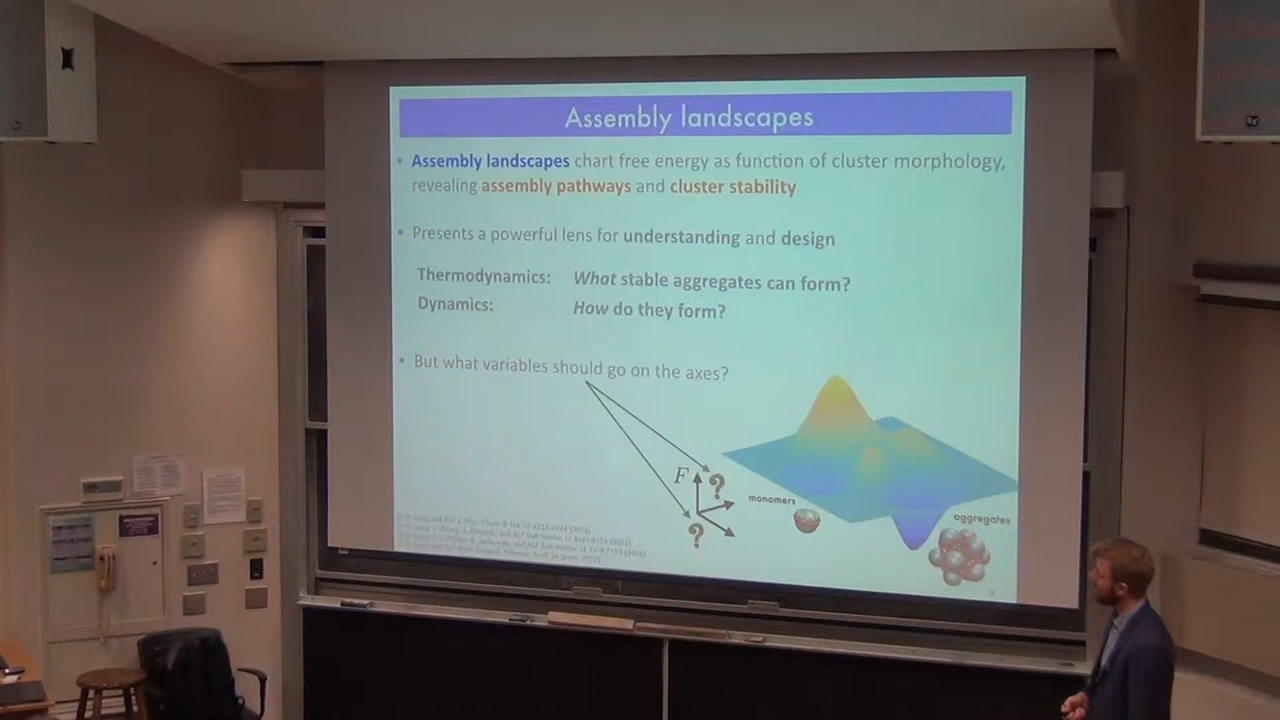 Assembly landscapes
Assembly landscapes chart free energy as function of cluster morphology,
revealing assembly pathways and cluster stability
Presents a powerful lens for understanding and design
Thermodynamics: What stable aggregates can form?
Dynamics: How do they form?
But what variables should go on the axes?
F
?
?
monomers
aggregates